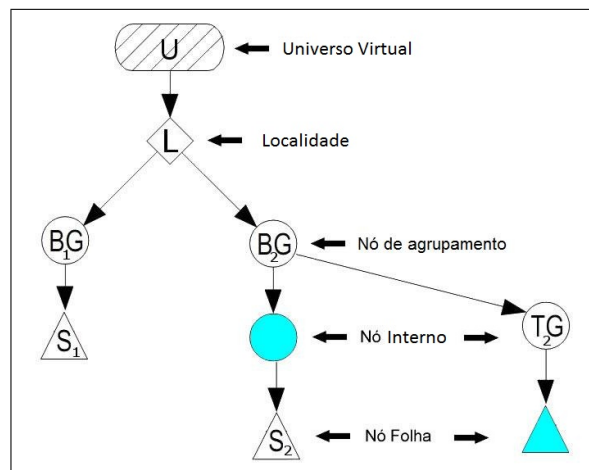 U
Universo Virtual
L
Localidade
BG1
BG2
Nó de agrupamento
S1
Nó Interno
TG2
S2
Nó Folha